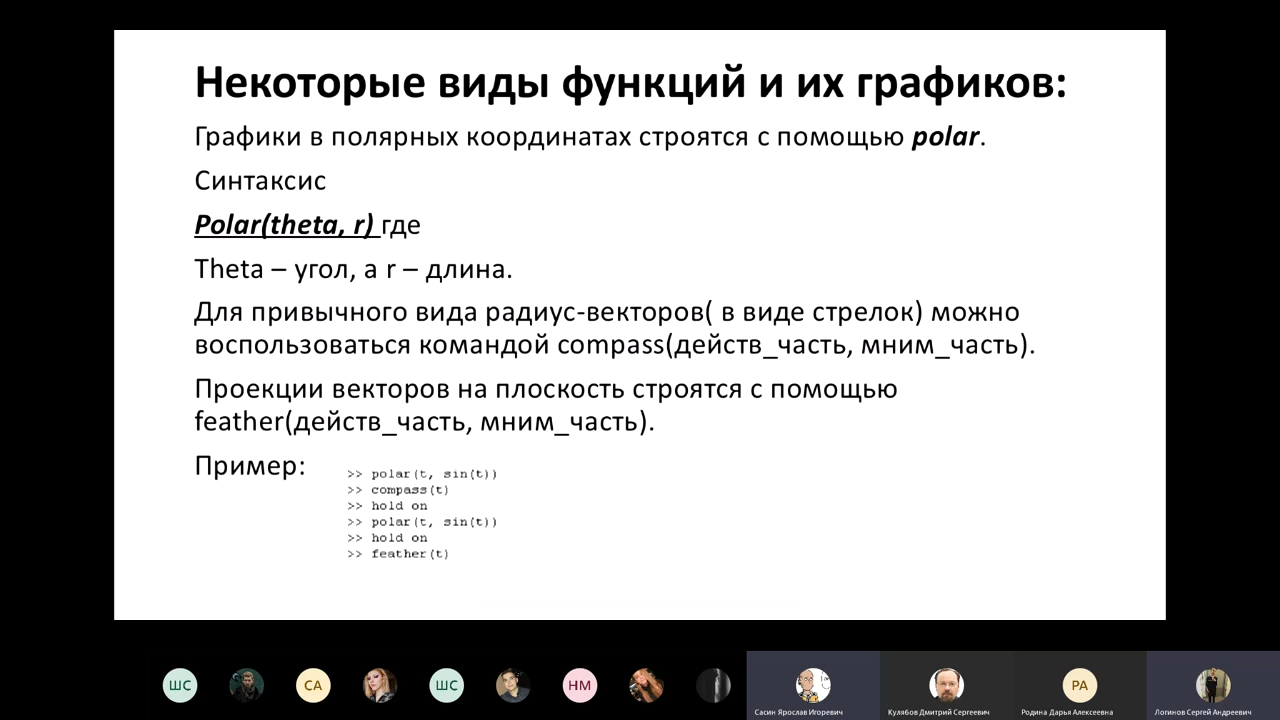 Некоторые виды функций и их графиков:
Графики в полярных координатах строятся с помощью polar.
Синтаксис
Polar(theta, r) где
Theta – угол, а r – длина.
Для привычного вида радиус-векторов( в виде стрелок) можно
воспользоваться командой compass(действ_часть, мним_часть).
Проекции векторов на плоскость строятся с помощью
feather(действ_часть, мним_часть).
Пример:
>> polar(t, sin(t))
>> compass(t)
>> hold on
>> polar(t, sin(t))
>> hold on
>> feather(t)
ШС
СА
ШС
НМ
РА
Сасин Ярослав Игоревич
Кулябов Дмитрий Сергеевич
Родина Дарья Алексеевна
Логинов Сергей Андреевич